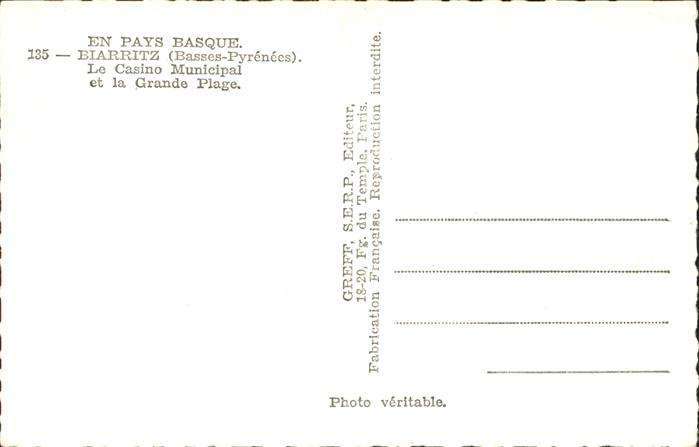 EN PAYS BASQUE.
135 — BIARRITZ (Basses-Pyrénées).
Le Casino Municipal
et la Grande Plage.
GREFF, S.E.R.P., Editeur,
18-20, Fg. du Temple, Paris.
Fabrication Française. Reproduction interdite.
Photo véritable.